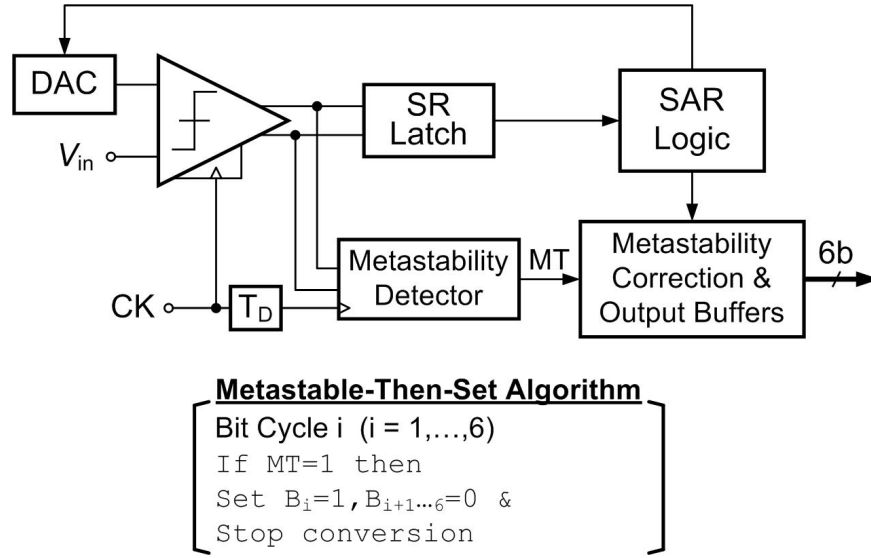 DAC
SR
Latch
SAR
Logic
Vin
Metastability
Detector
MT
Metastability
Correction &
Output Buffers
6b
CK
TD
Metastable-Then-Set Algorithm
Bit Cycle i (i = 1,...,6)
If MT=1 then
Set Bi=1,Bi+1…6=0 &
Stop conversion